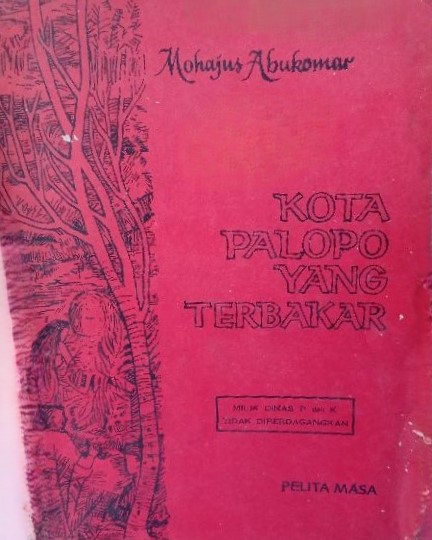 Mohajus Abukomar
KOTA
PALOPO
YANG
TERBAKAR
MILIK DINAS P dan K
TIDAK DIPERDAGANGKAN
PELITA MASA